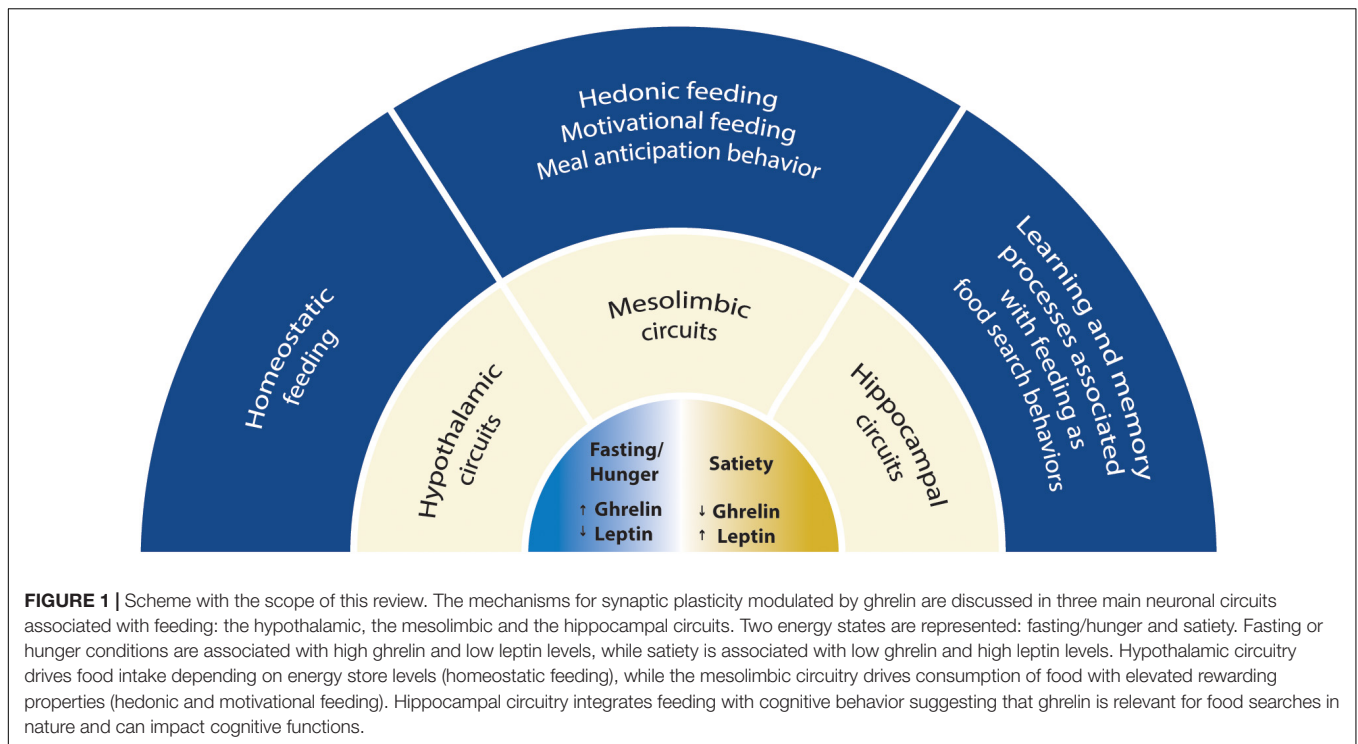 Hedonic feeding
Motivational feeding
Meal anticipation behavior
Homeostatic
feeding
Learning and memory
processes associated
with feeding as
food search behaviors
Mesolimbic
circuits
Hypothalamic
circuits
Hippocampal
circuits
Fasting/
Hunger
↑ Ghrelin
↓ Leptin
Satiety
↓ Ghrelin
↑ Leptin
FIGURE 1 | Scheme with the scope of this review. The mechanisms for synaptic plasticity modulated by ghrelin are discussed in three main neuronal circuits
associated with feeding: the hypothalamic, the mesolimbic and the hippocampal circuits. Two energy states are represented: fasting/hunger and satiety. Fasting or
hunger conditions are associated with high ghrelin and low leptin levels, while satiety is associated with low ghrelin and high leptin levels. Hypothalamic circuitry
drives food intake depending on energy store levels (homeostatic feeding), while the mesolimbic circuitry drives consumption of food with elevated rewarding
properties (hedonic and motivational feeding). Hippocampal circuitry integrates feeding with cognitive behavior suggesting that ghrelin is relevant for food searches in
nature and can impact cognitive functions.